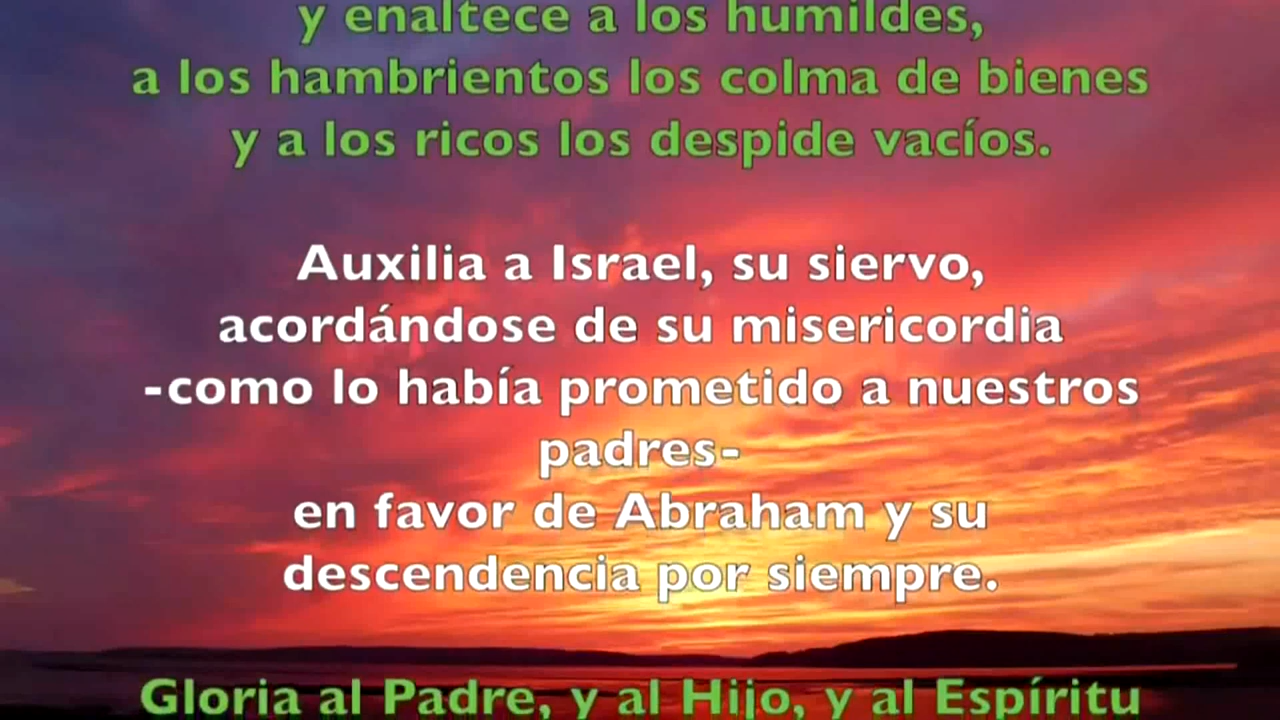 y enaltece a los humildes,
a los hambrientos los colma de bienes
y a los ricos los despide vacíos.
Auxilia a Israel, su siervo,
acordándose de su misericordia
-como lo había prometido a nuestros
padres-
en favor de Abraham y su
descendencia por siempre.
Gloria al Padre, y al Hijo, y al Espíritu